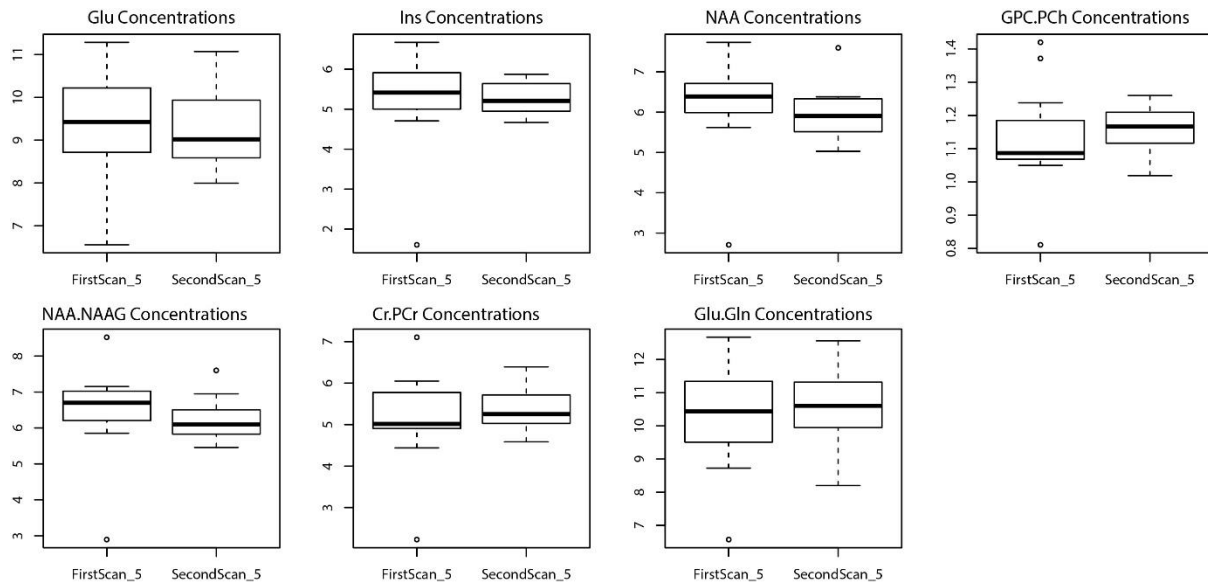 Glu Concentrations
11
10
9
8
7
FirstScan_5
SecondScan_5
Ins Concentrations
6
5
4
3
2
FirstScan_5
SecondScan_5
NAA Concentrations
7
6
5
4
3
FirstScan_5
SecondScan_5
GPC.PCh Concentrations
1.4
1.3
1.2
1.1
1.0
0.9
0.8
FirstScan_5
SecondScan_5
NAA.NAAG Concentrations
8
7
6
5
4
3
FirstScan_5
SecondScan_5
Cr.PCr Concentrations
7
6
5
4
3
2
FirstScan_5
SecondScan_5
Glu.Gln Concentrations
12
11
10
9
8
7
FirstScan_5
SecondScan_5